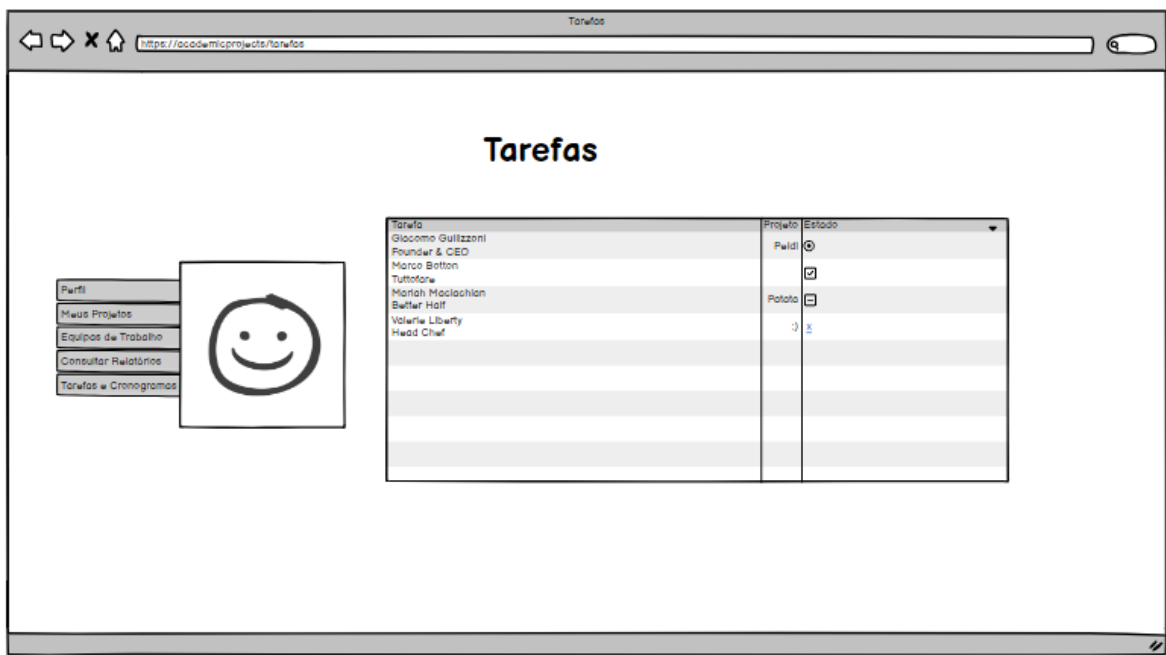 Tarefas
https://academicprojects/tarefas
Tarefas
Tarefa Projeto Estado
Giacomo Guilizzoni
Founder & CEO
Peldi
Marco Botton
Tuttofare
Mariah Maclachlan
Better Half
Potato
Valerie Liberty
Head Chef
:) x
Perfil
Meus Projetos
Equipas de Trabalho
Consultar Relatórios
Tarefas e Cronogramas